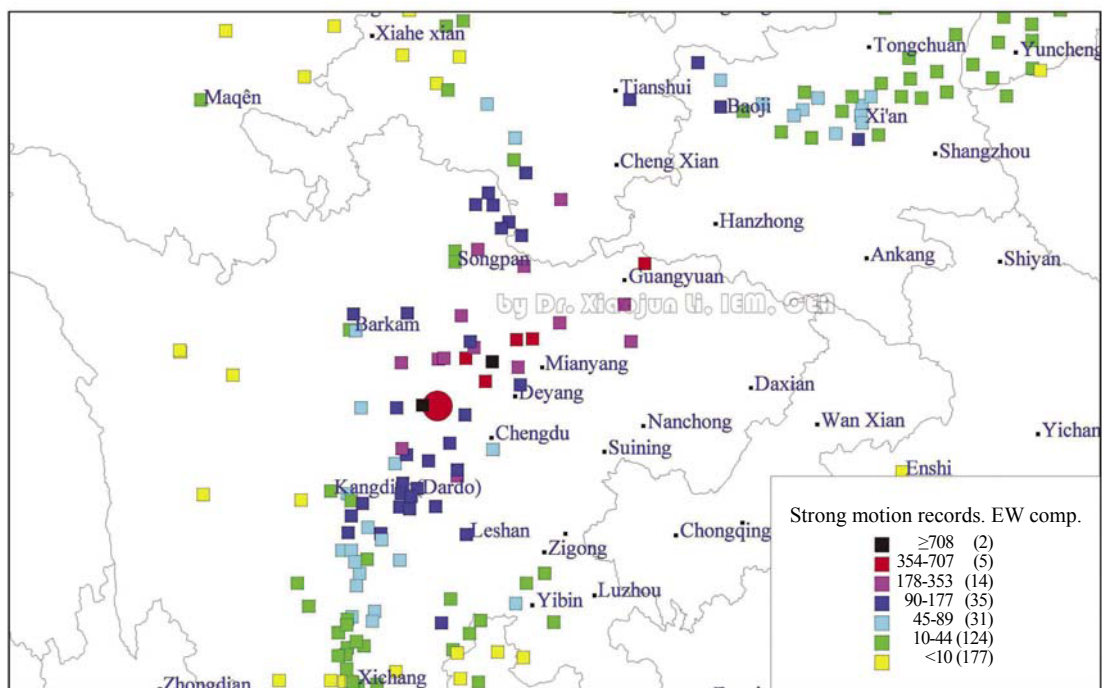 Xiahe xian
Tongchuan
Yuncheng
Maqên
Tianshui
Baoji
Xi'an
Cheng Xian
Shangzhou
Hanzhong
Songpan
Ankang
Shiyan
Guangyuan
by Dr. Xiaojun Li, IEM, CEA
Barkam
Mianyang
Deyang
Daxian
Chengdu
Nanchong
Wan Xian
Yichan
Suining
Enshi
Kangding (Dardo)
Leshan
Chongqing
Zigong
Luzhou
Yibin
Xichang
Zhongdian
Strong motion records. EW comp.
≥708 (2)
354-707 (5)
178-353 (14)
90-177 (35)
45-89 (31)
10-44 (124)
<10 (177)